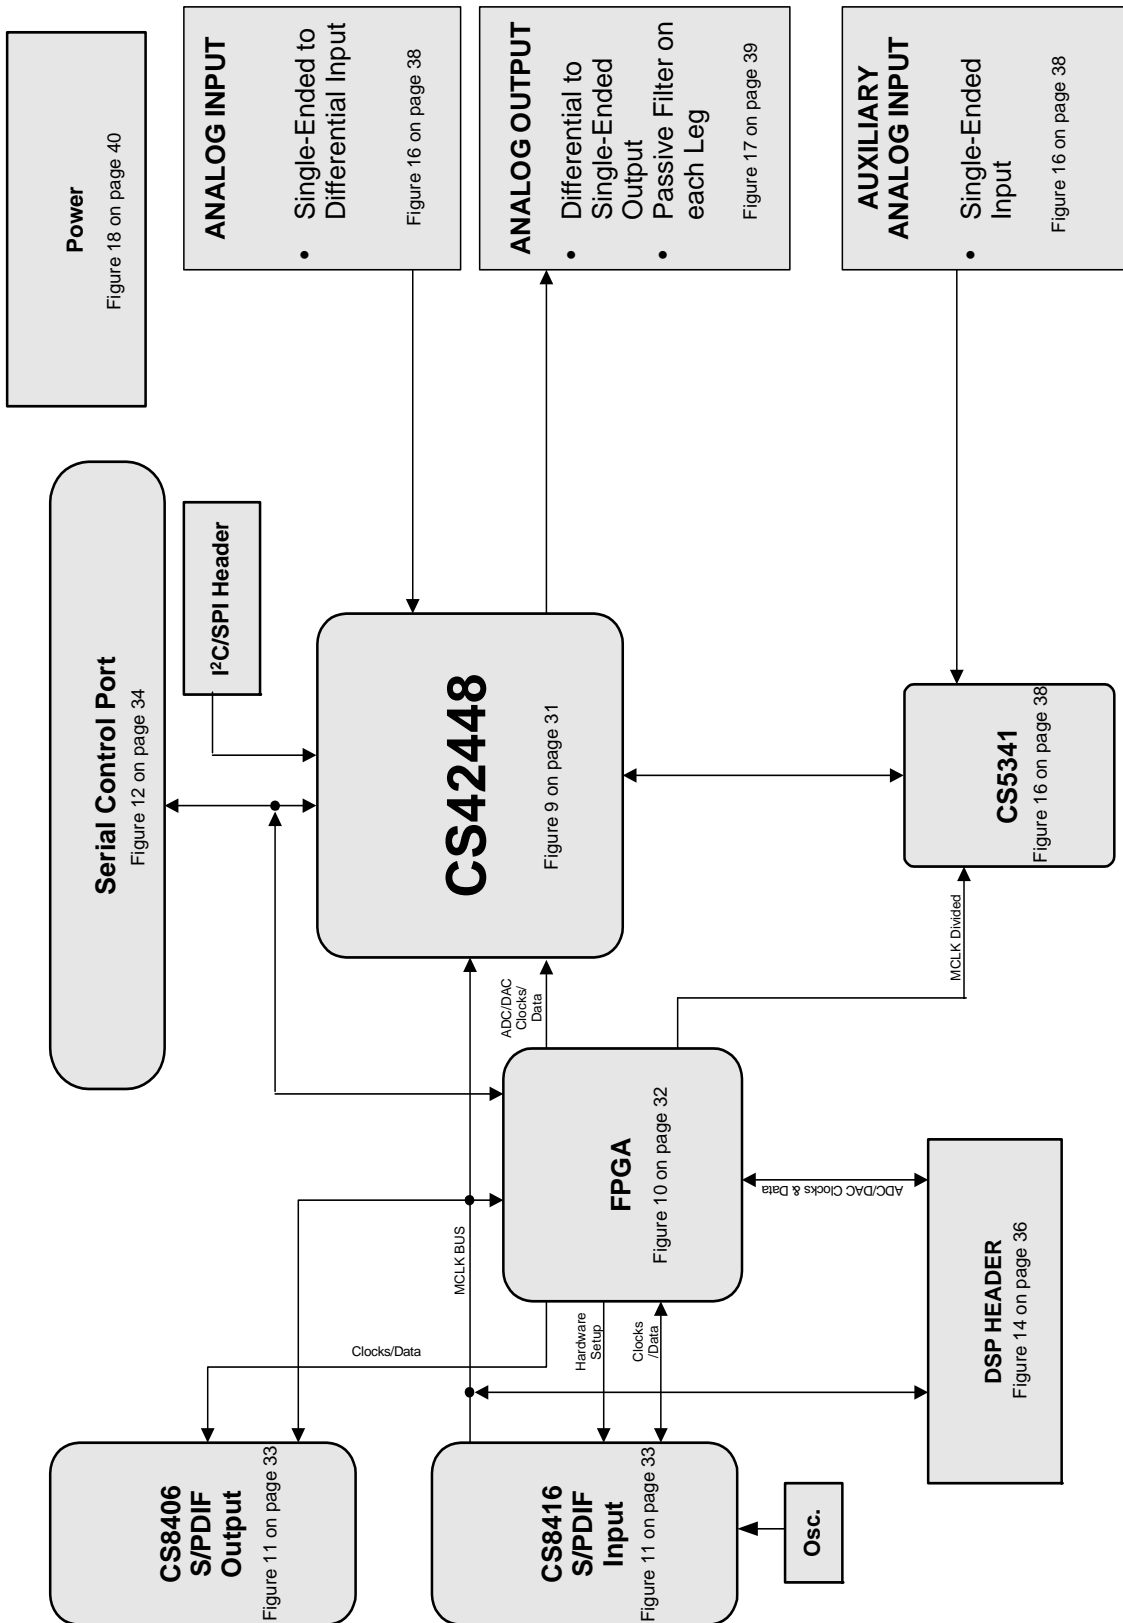 Power
Figure 18 on page 40
Serial Control Port
Figure 12 on page 34
I²C/SPI Header
ANALOG INPUT
• Single-Ended to
Differential Input
Figure 16 on page 38
ANALOG OUTPUT
• Differential to
Single-Ended
Output
• Passive Filter on
each Leg
Figure 17 on page 39
AUXILIARY
ANALOG INPUT
• Single-Ended
Input
Figure 16 on page 38
CS42448
Figure 9 on page 31
CS5341
Figure 16 on page 38
MCLK Divided
ADC/DAC
Clocks/
Data
FPGA
Figure 10 on page 32
MCLK BUS
Clocks/Data
Hardware
Setup
Clocks
/Data
ADC/DAC Clocks & Data
DSP HEADER
Figure 14 on page 36
CS8406
S/PDIF
Output
Figure 11 on page 33
CS8416
S/PDIF
Input
Figure 11 on page 33
Osc.